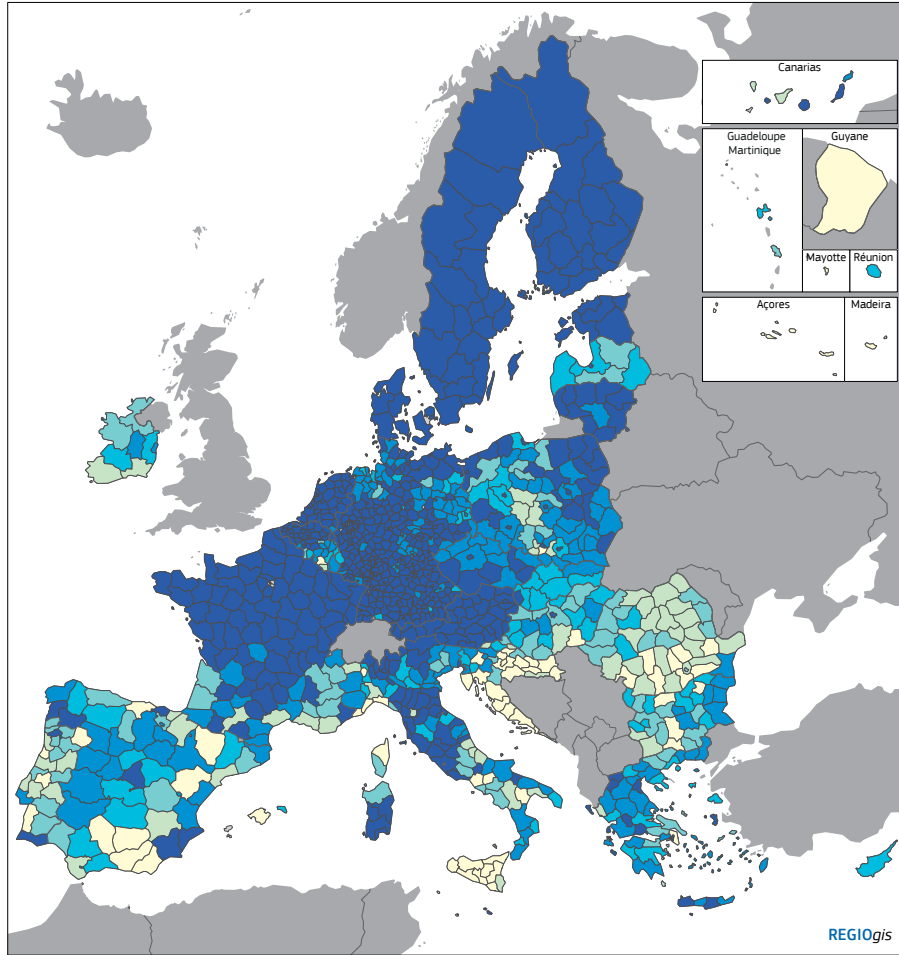 Canarias
Guadeloupe
Martinique
Guyane
Mayotte
Réunion
Açores
Madeira
REGIOgis